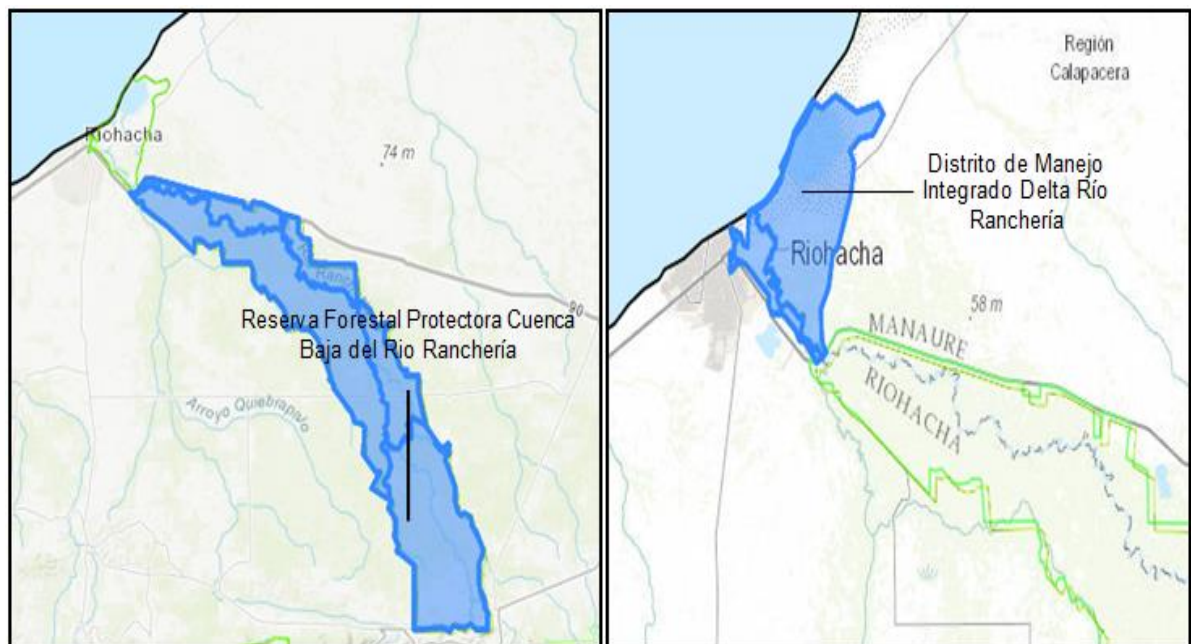 Riohacha
74 m
90
Reserva Forestal Protectora Cuenca
Baja del Rio Ranchería
Arroyo Quiebrapalo
Región
Calapacera
Distrito de Manejo
Integrado Delta Río
Ranchería
Riohacha
58 m
MANAURE
RIOHACHA